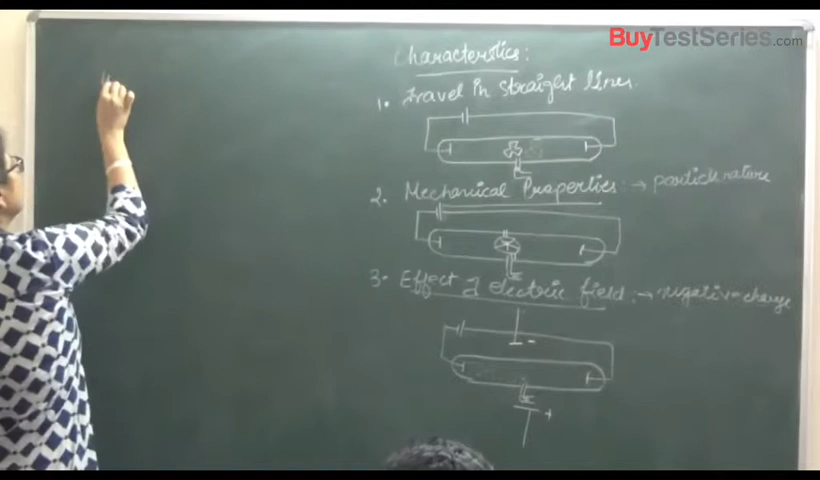 BuyTestSeries.com
Characteristics:
1. Travel in straight lines.
2. Mechanical Properties: → particle nature
3. Effect of electric field: → negative charge
-
+